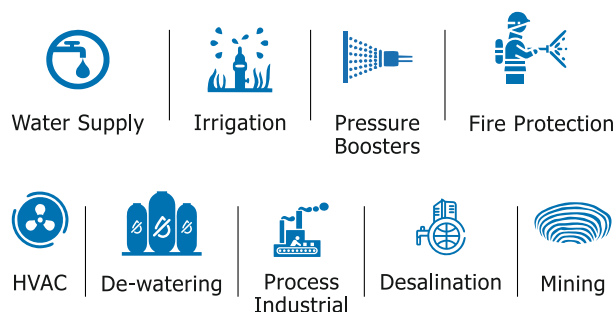 Water Supply
Irrigation
Pressure
Boosters
Fire Protection
HVAC
De-watering
Process
Industrial
Desalination
Mining